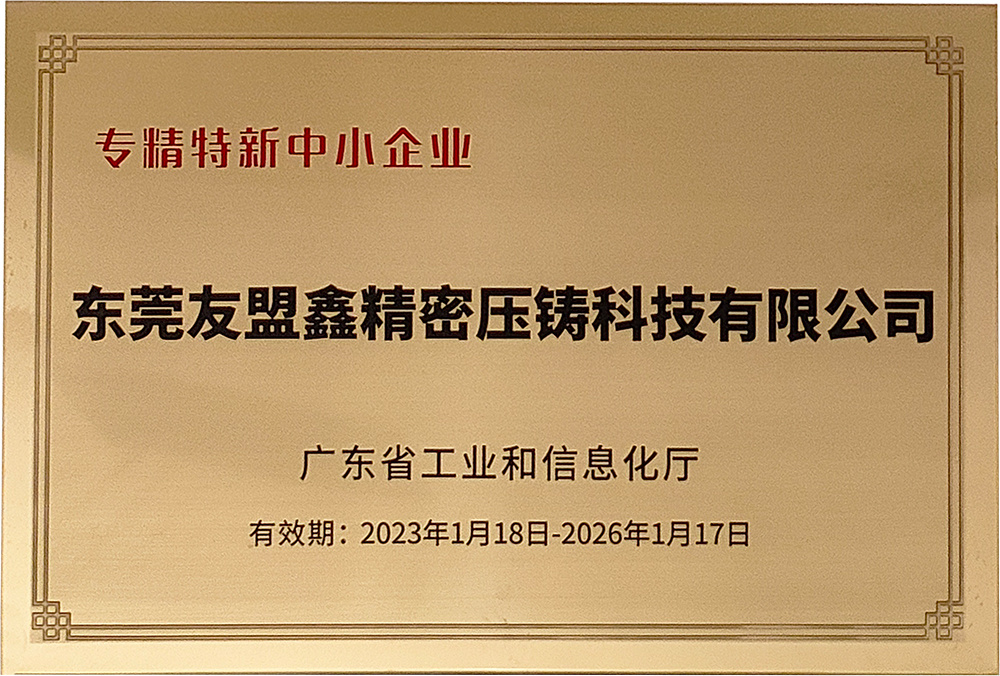 专精特新中小企业
东莞友盟鑫精密压铸科技有限公司
广东省工业和信息化厅
有效期：2023年1月18日-2026年1月17日